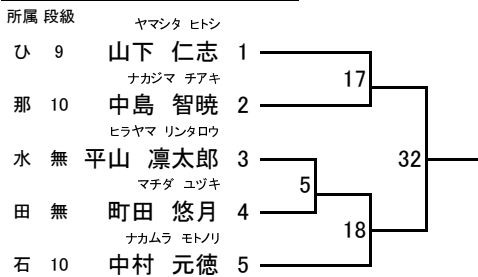 所属 段級
ヤマシタ ヒトシ
ひ 9 山下 仁志 1
17
ナカジマ チアキ
那 10 中島 智暁 2
32
ヒラヤマ リンタロウ
水 無 平山 凛太郎 3
5
マチダ ユヅキ
田 無 町田 悠月 4
18
ナカムラ モトノリ
石 10 中村 元徳 5